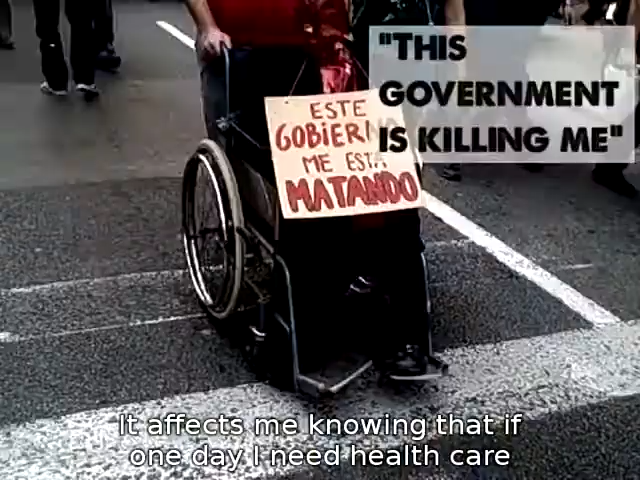 "THIS
GOVERNMENT
IS KILLING ME"
ESTE
GOBIERNO
ME ESTA
MATANDO
It affects me knowing that if
one day I need health care